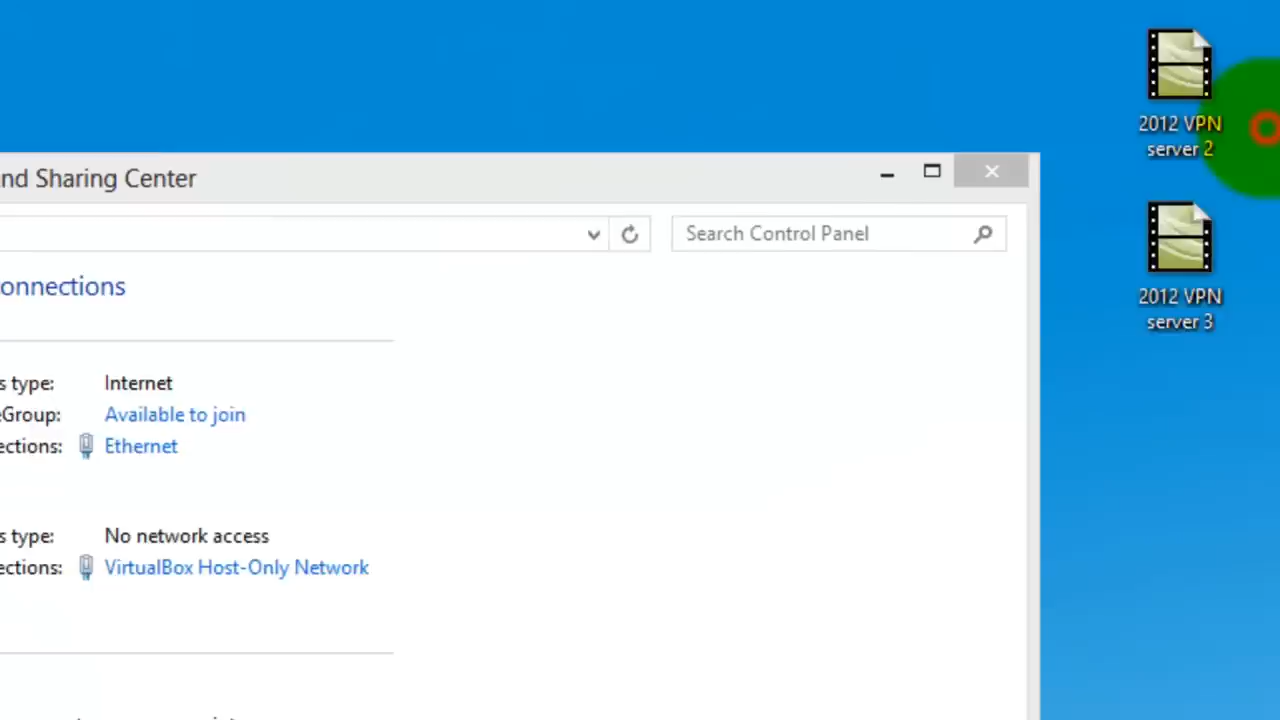 2012 VPN
server 2
nd Sharing Center
Search Control Panel
onnections
2012 VPN
server 3
s type: Internet
Group: Available to join
ections: Ethernet
s type: No network access
ections: VirtualBox Host-Only Network